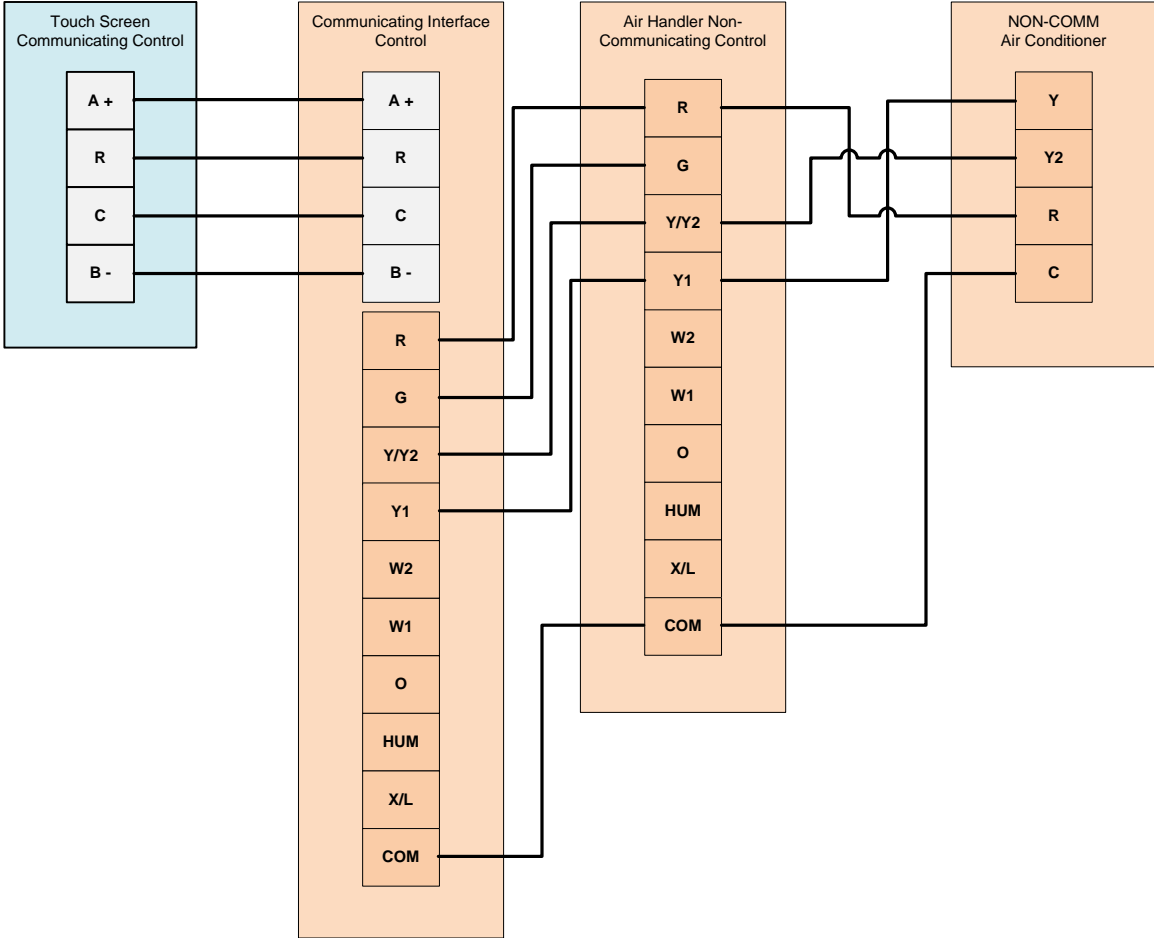 Touch Screen
Communicating Control
A +
R
C
B -
Communicating Interface
Control
A +
R
C
B -
R
G
Y/Y2
Y1
W2
W1
O
HUM
X/L
COM
Air Handler Non-
Communicating Control
R
G
Y/Y2
Y1
W2
W1
O
HUM
X/L
COM
NON-COMM
Air Conditioner
Y
Y2
R
C